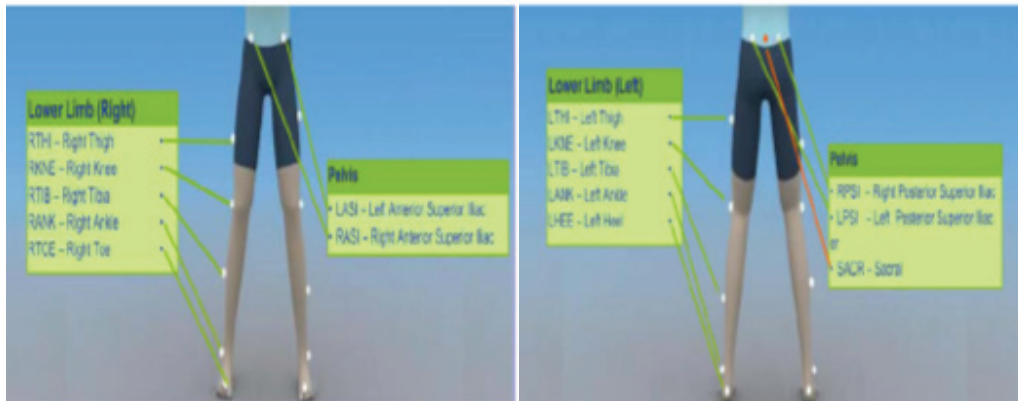 Lower Limb (Right)
RTHI – Right Thigh
RKNE – Right Knee
RTIB – Right Tibia
RANK – Right Ankle
RTOE – Right Toe
Pelvis
• LASI – Left Anterior Superior Iliac
• RASI – Right Anterior Superior Iliac
Lower Limb (Left)
LTHI – Left Thigh
LKNE – Left Knee
LTIB – Left Tibia
LANK – Left Ankle
LHEE – Left Heel
Pelvis
• RPSI – Right Posterior Superior Iliac
• LPSI – Left Posterior Superior Iliac
or
• SACR – Sacral